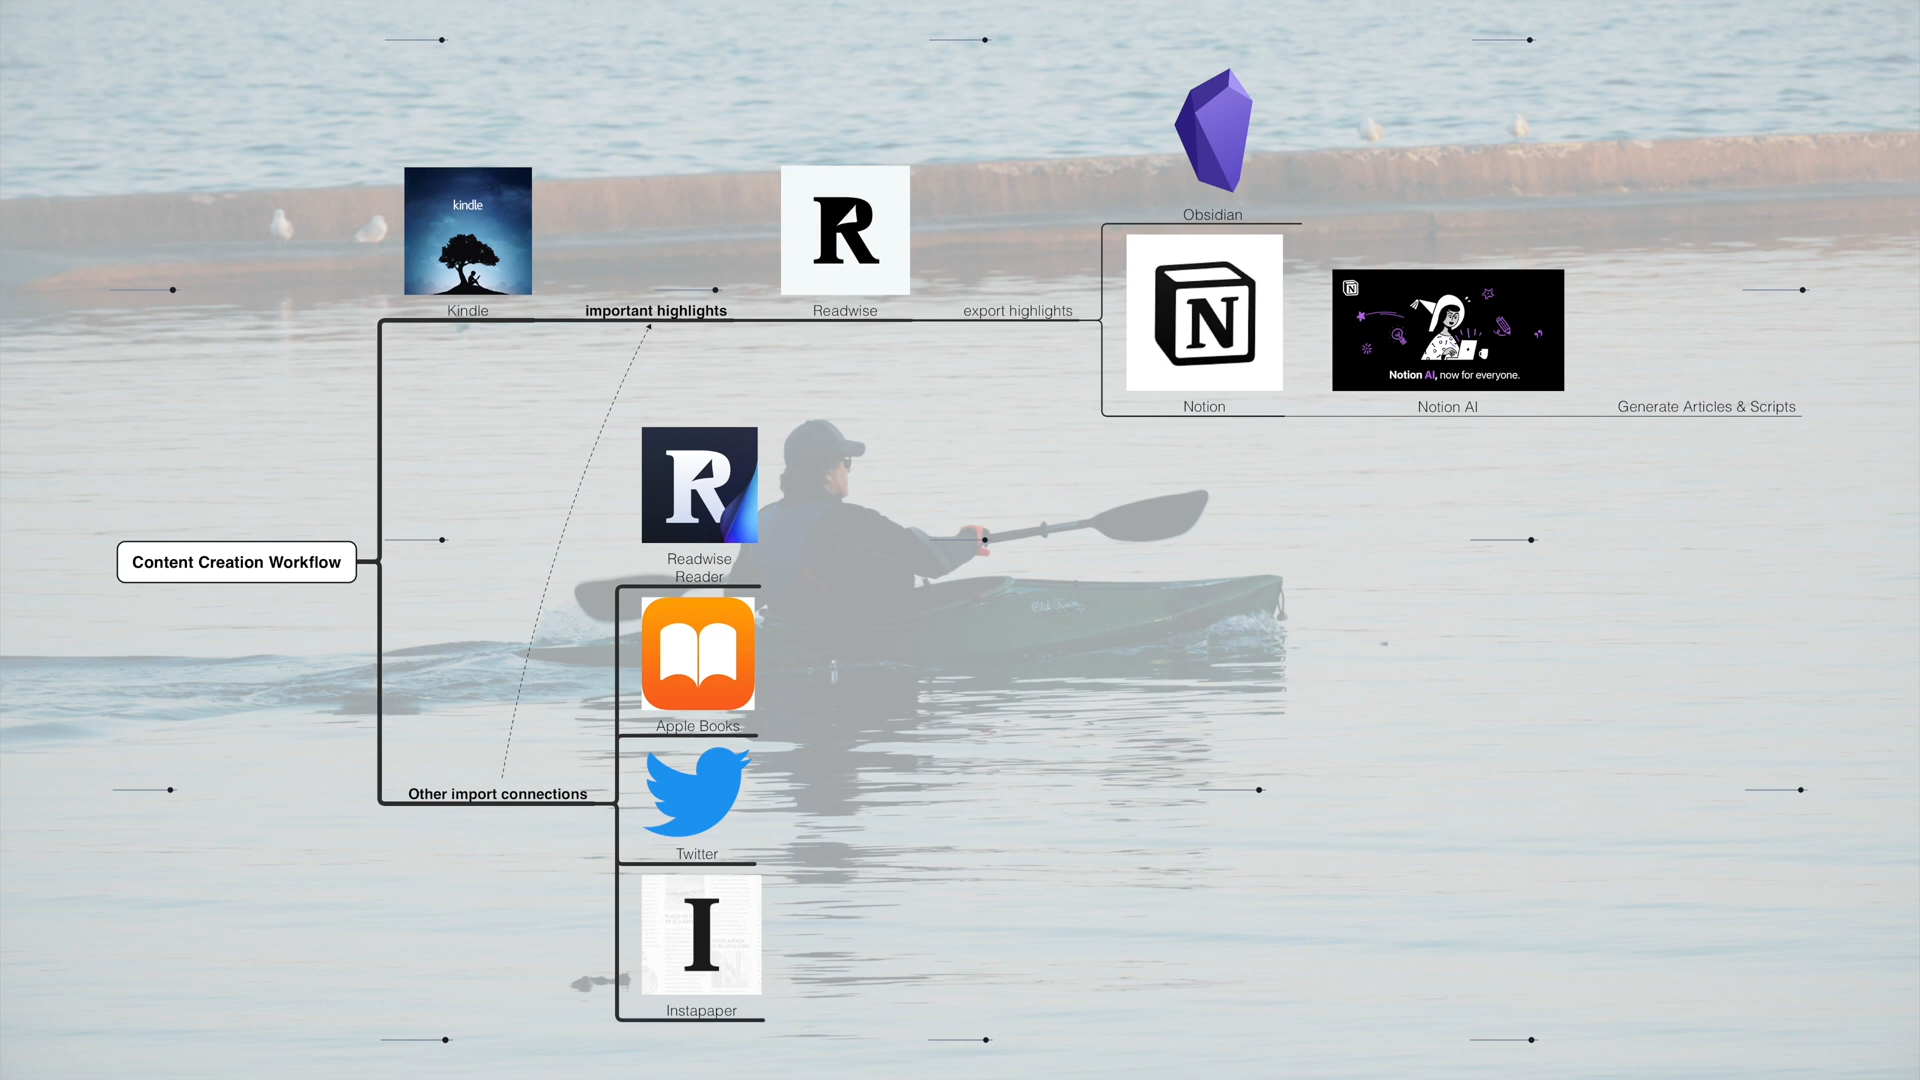 kindle
Kindle
important highlights
R
Readwise
export highlights
Obsidian
N
Notion
N
Notion AI, now for everyone.
Notion AI
Generate Articles & Scripts
Content Creation Workflow
R
Readwise
Reader
Apple Books
Other import connections
Twitter
I
Instapaper